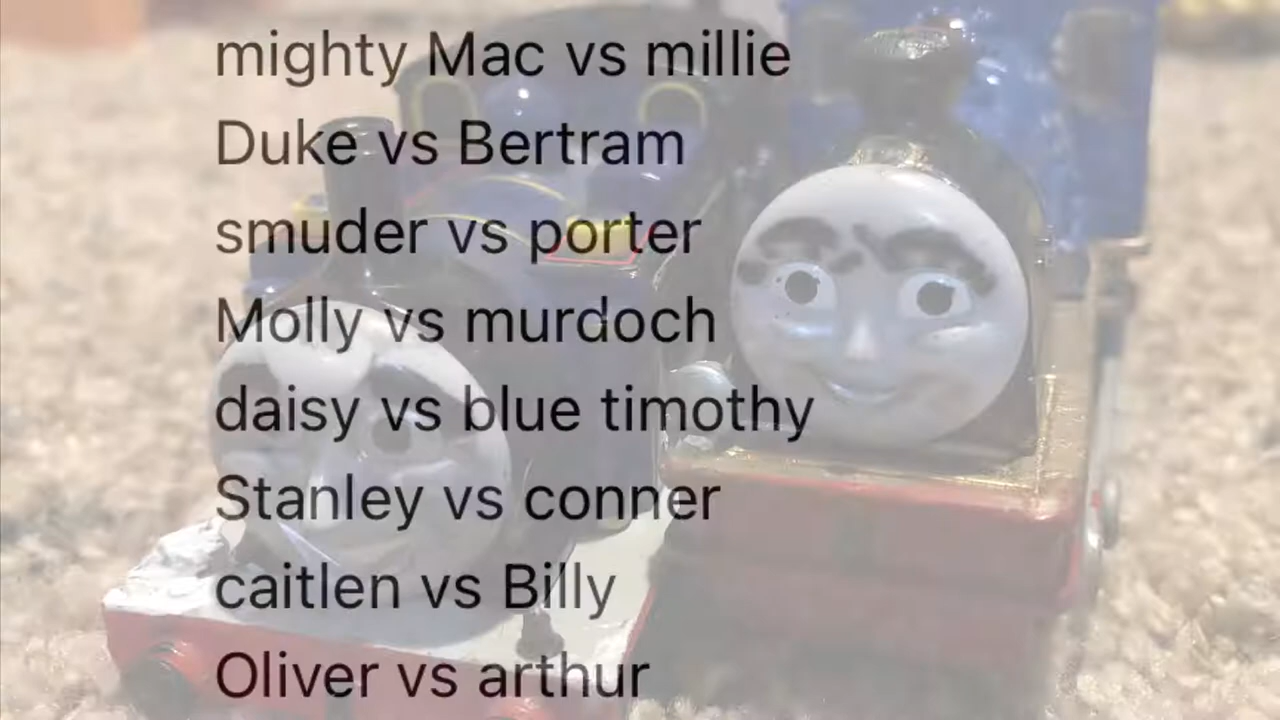 mighty Mac vs millie
Duke vs Bertram
smuder vs porter
Molly vs murdoch
daisy vs blue timothy
Stanley vs conner
caitlen vs Billy
Oliver vs arthur